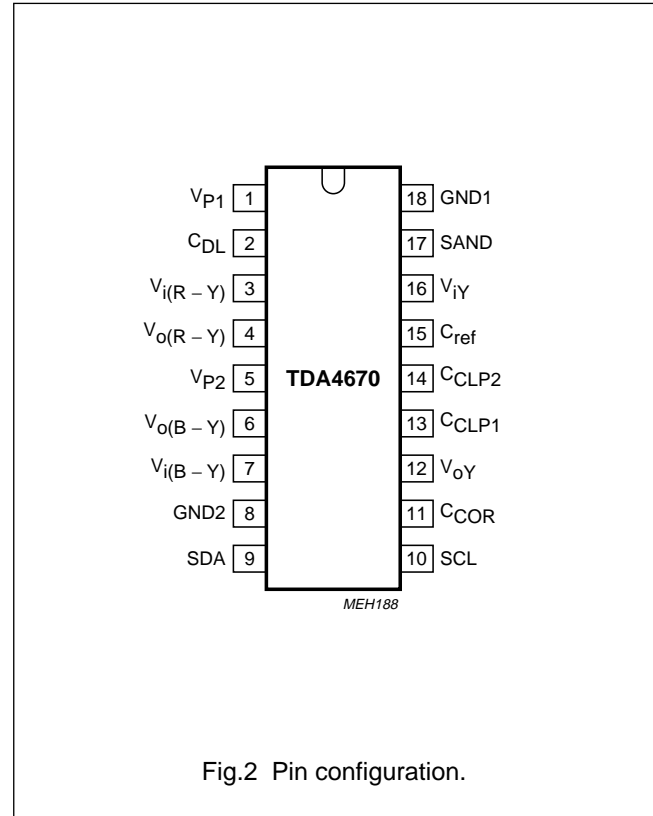 VP1 1
CDL 2
Vi(R – Y) 3
Vo(R – Y) 4
VP2 5
Vo(B – Y) 6
Vi(B – Y) 7
GND2 8
SDA 9
TDA4670
18 GND1
17 SAND
16 ViY
15 Cref
14 CCLP2
13 CCLP1
12 VoY
11 CCOR
10 SCL
MEH188
Fig.2 Pin configuration.